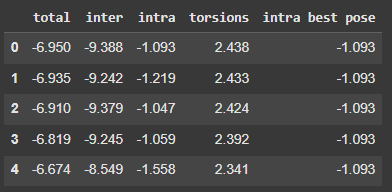 total inter intra torsions intra best pose
0 -6.950 -9.388 -1.093 2.438 -1.093
1 -6.935 -9.242 -1.219 2.433 -1.093
2 -6.910 -9.379 -1.047 2.424 -1.093
3 -6.819 -9.245 -1.059 2.392 -1.093
4 -6.674 -8.549 -1.558 2.341 -1.093